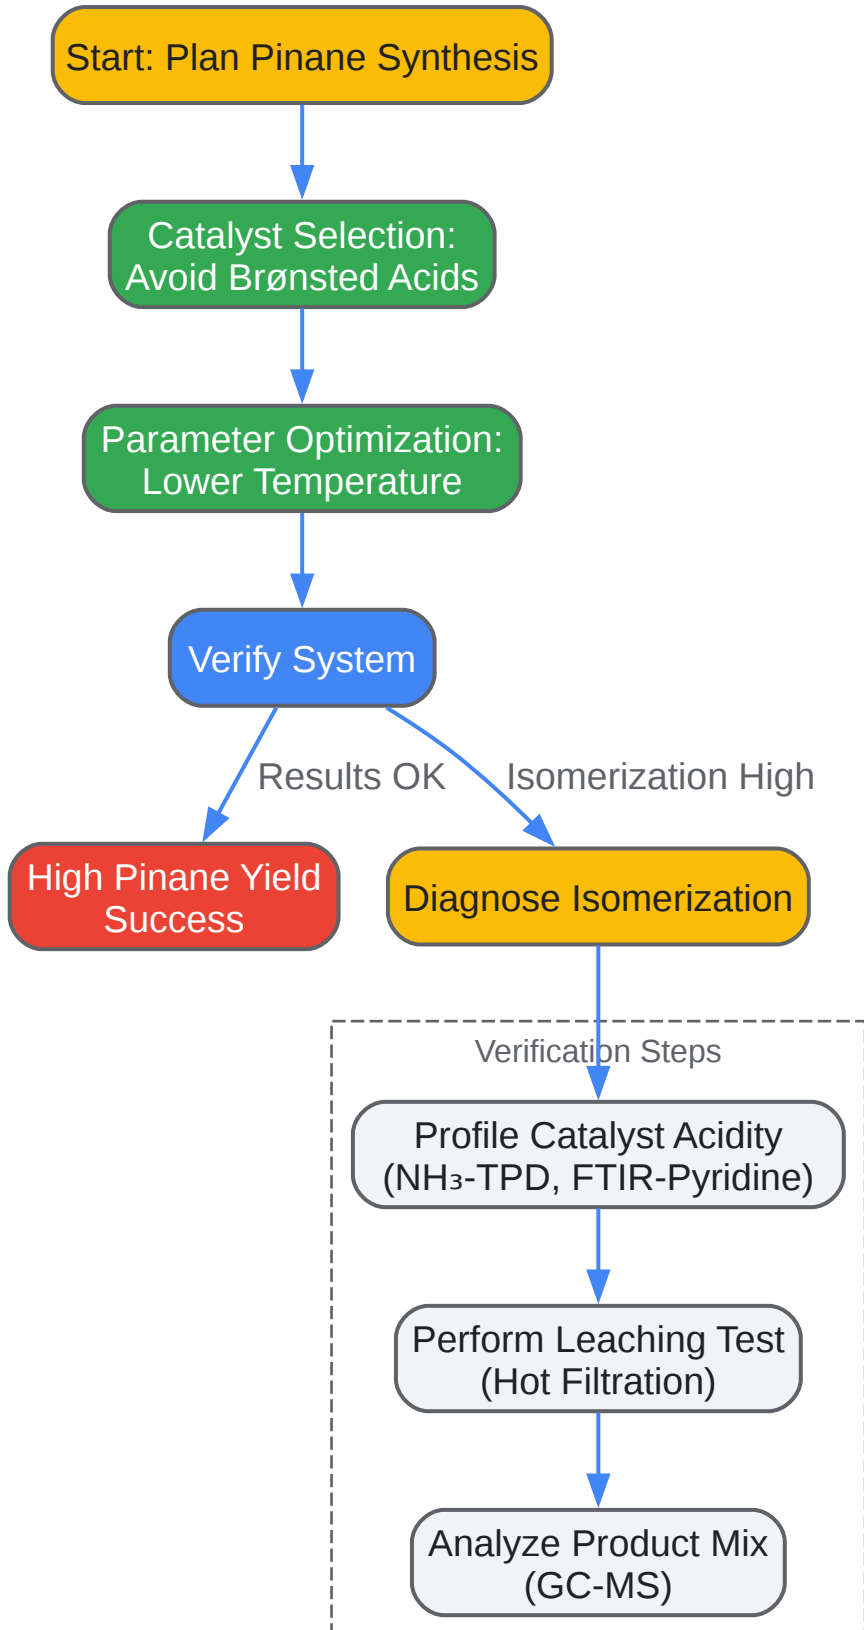 Start: Plan Pinane Synthesis
Catalyst Selection:
Avoid Brønsted Acids
Parameter Optimization:
Lower Temperature
Verify System
Results OK
Isomerization High
High Pinane Yield
Success
Diagnose Isomerization
Verification Steps
Profile Catalyst Acidity
(NH₃-TPD, FTIR-Pyridine)
Perform Leaching Test
(Hot Filtration)
Analyze Product Mix
(GC-MS)